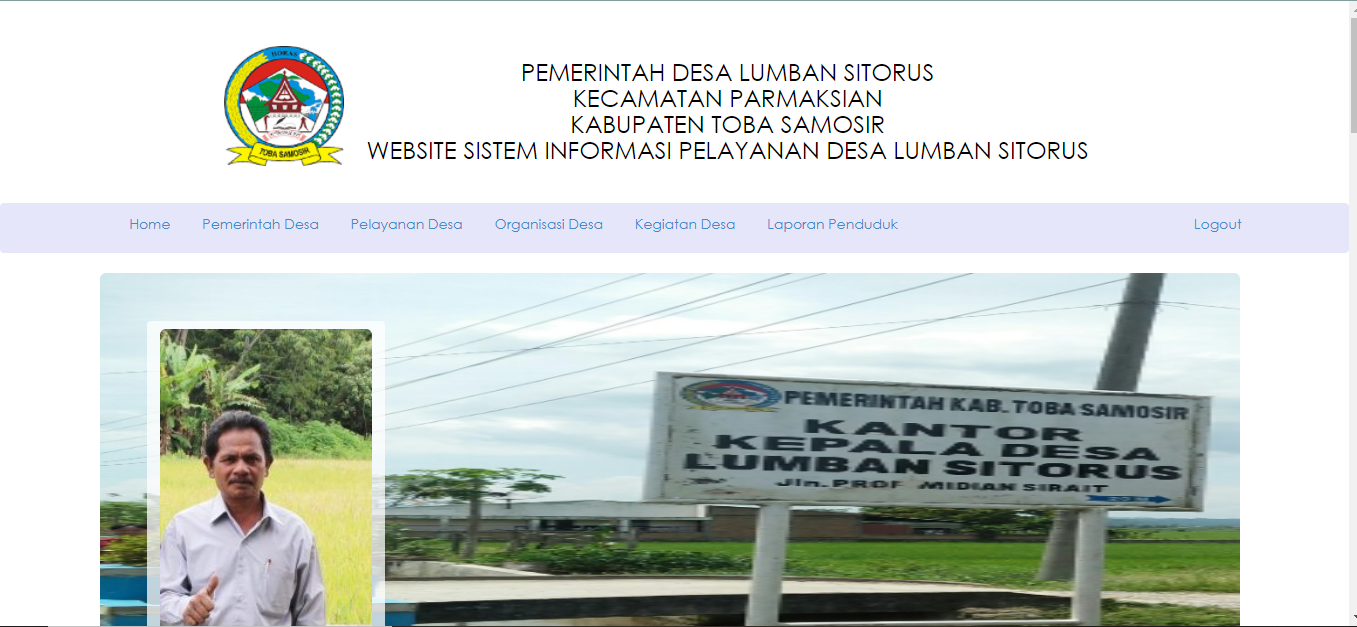 PEMERINTAH DESA LUMBAN SITORUS
KECAMATAN PARMAKSIAN
KABUPATEN TOBA SAMOSIR
WEBSITE SISTEM INFORMASI PELAYANAN DESA LUMBAN SITORUS
TOBA SAMOSIR
Home Pemerintah Desa Pelayanan Desa Organisasi Desa Kegiatan Desa Laporan Penduduk Logout
PEMERINTAH KAB. TOBA SAMOSIR
KANTOR
KEPALA DESA
LUMBAN SITORUS
Jln. PROF MIDIAN SIRAIT